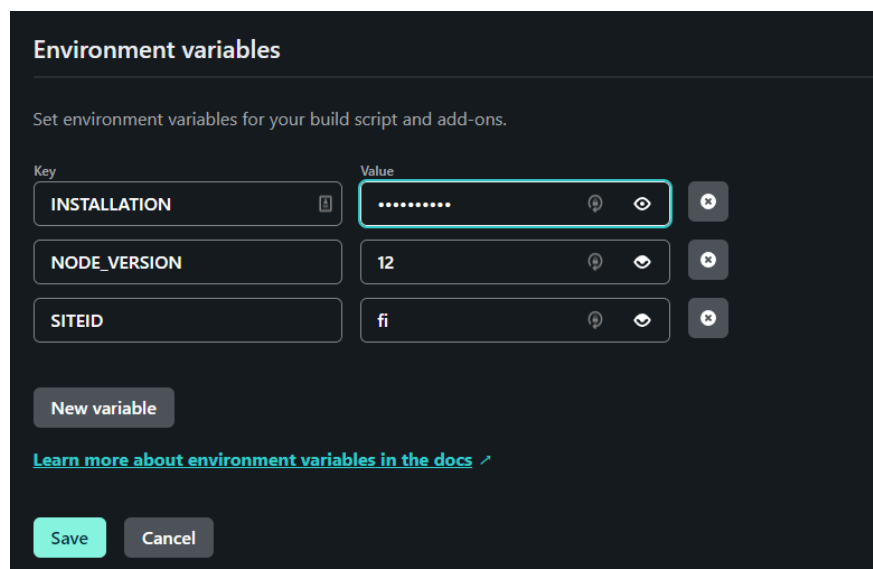 Environment variables
Set environment variables for your build script and add-ons.
Key Value
INSTALLATION ••••••••••
NODE_VERSION 12
SITEID fi
New variable
Learn more about environment variables in the docs ↗
Save Cancel